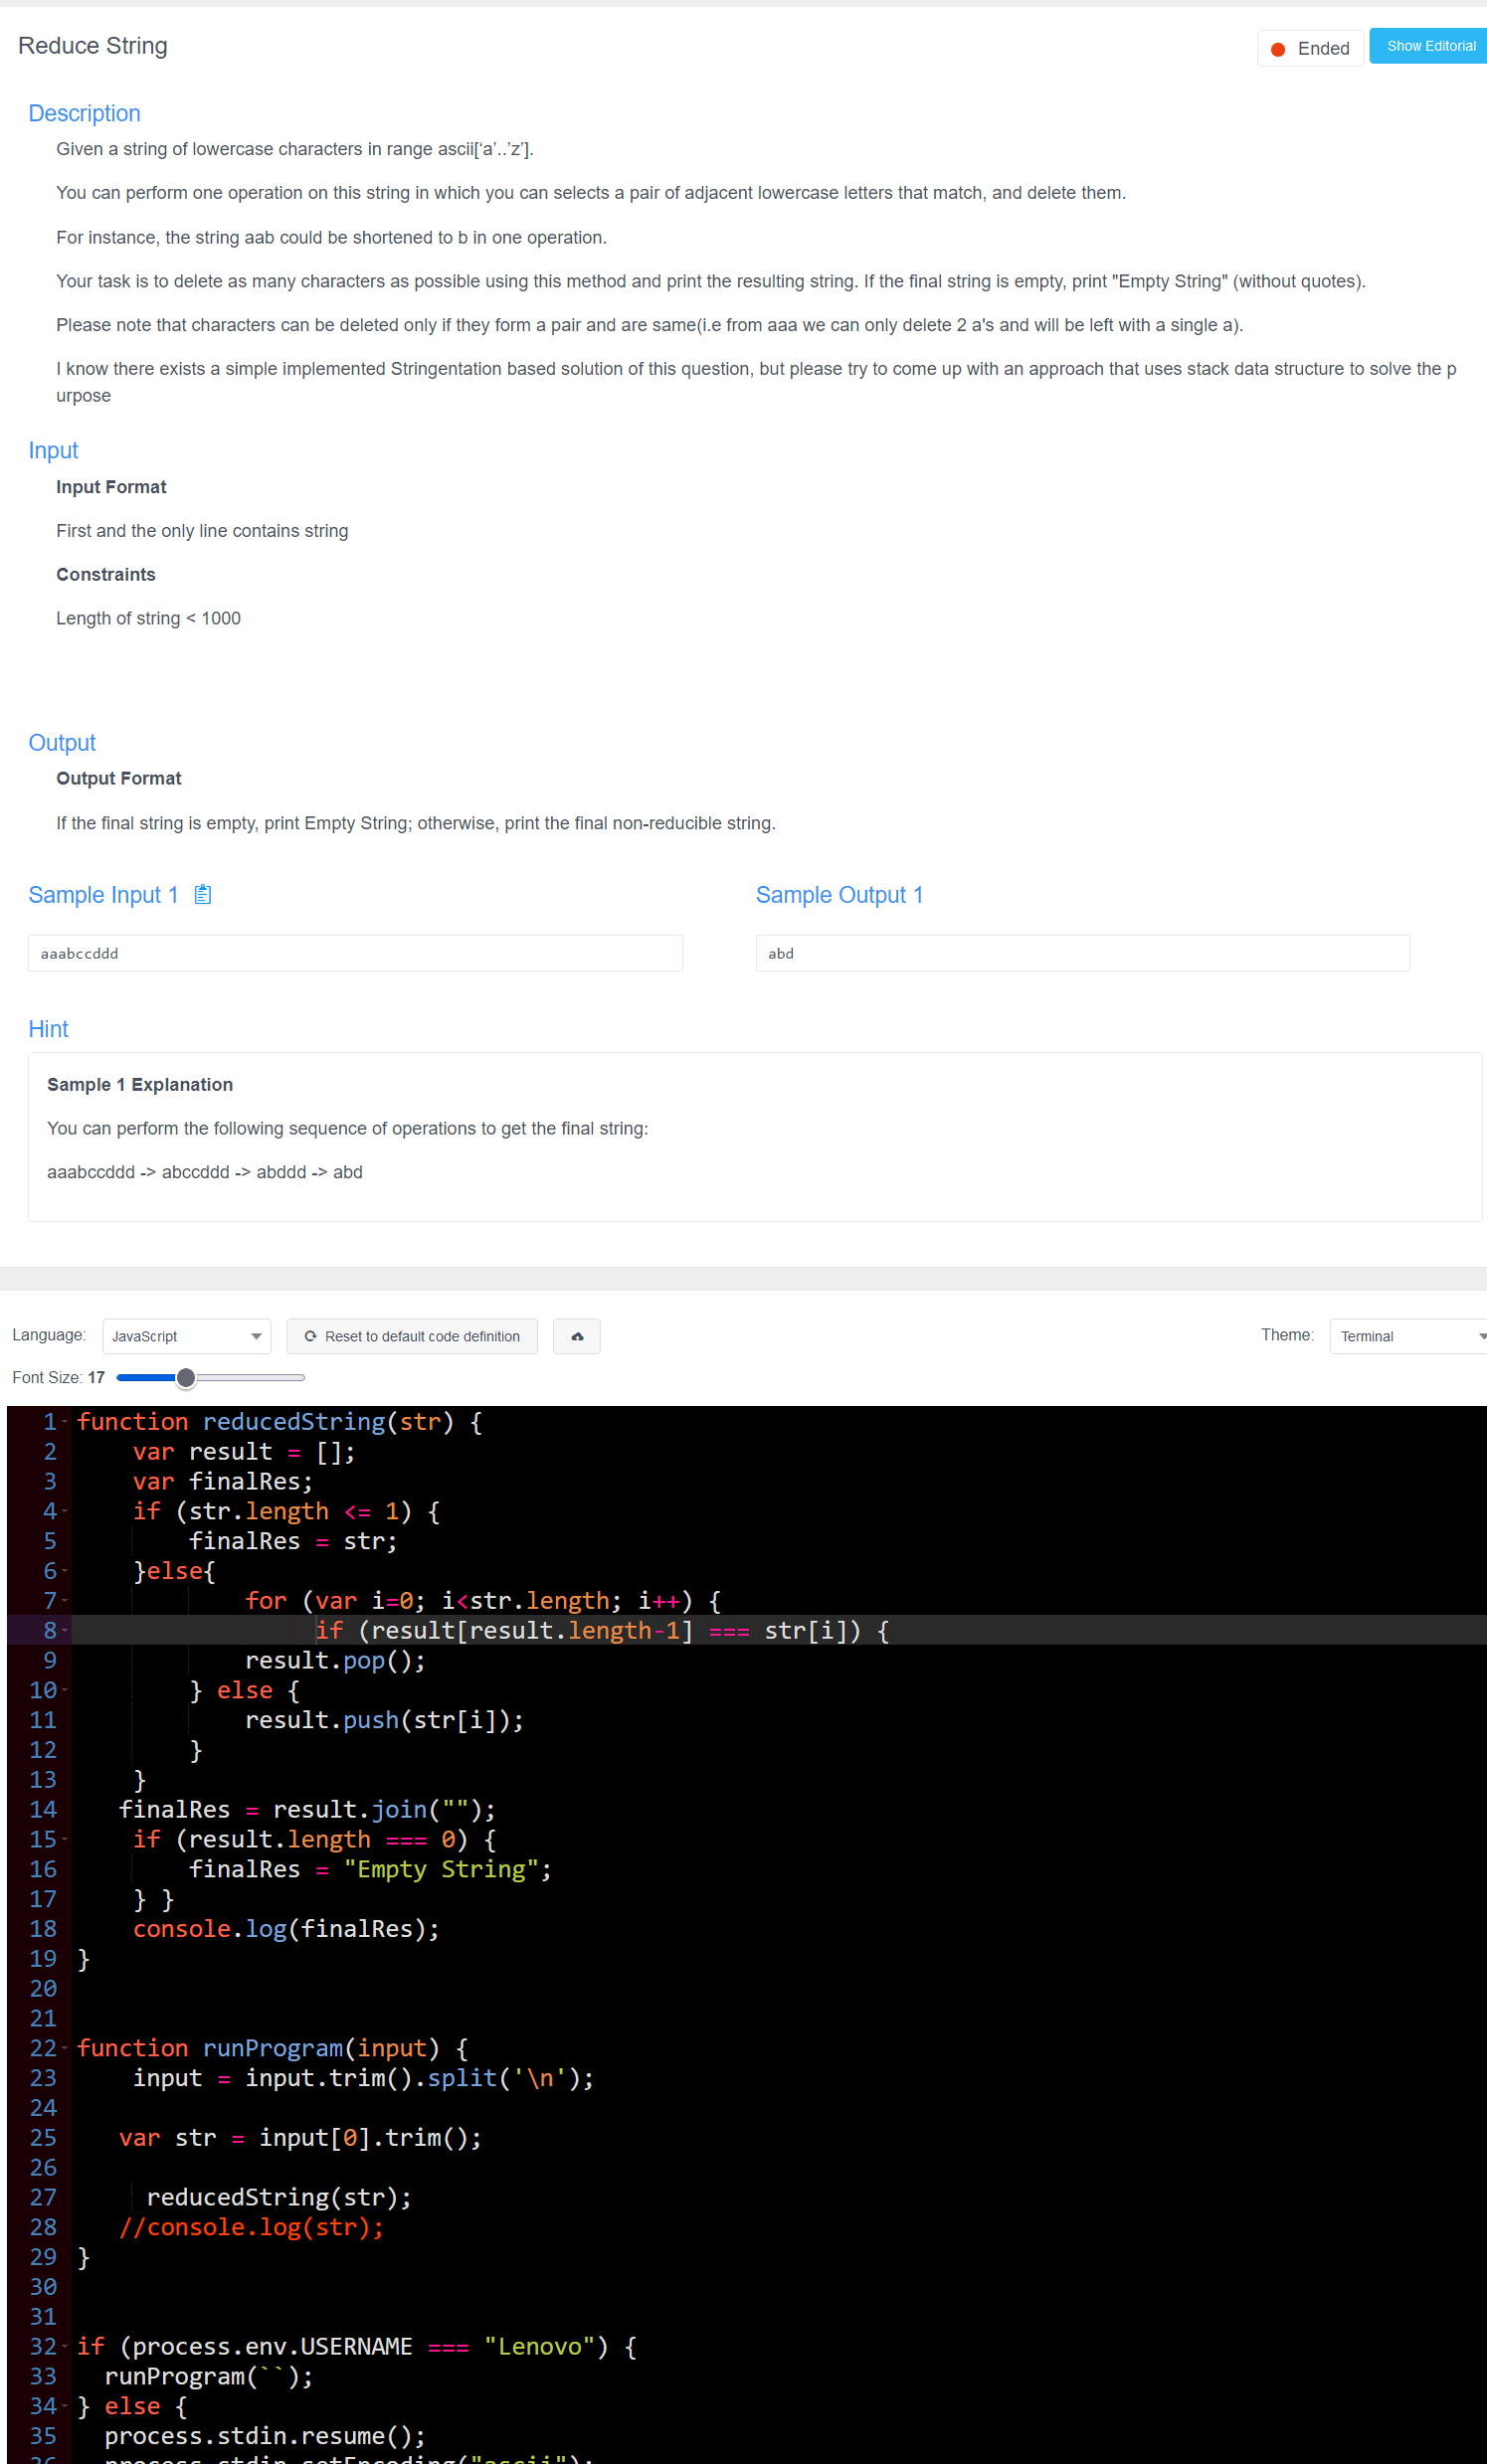 Reduce String
Ended
Show Editorial
Description
Given a string of lowercase characters in range ascii[‘a’..’z’].
You can perform one operation on this string in which you can selects a pair of adjacent lowercase letters that match, and delete them.
For instance, the string aab could be shortened to b in one operation.
Your task is to delete as many characters as possible using this method and print the resulting string. If the final string is empty, print "Empty String" (without quotes).
Please note that characters can be deleted only if they form a pair and are same(i.e from aaa we can only delete 2 a's and will be left with a single a).
I know there exists a simple implemented Stringentation based solution of this question, but please try to come up with an approach that uses stack data structure to solve the p
urpose
Input
Input Format
First and the only line contains string
Constraints
Length of string < 1000
Output
Output Format
If the final string is empty, print Empty String; otherwise, print the final non-reducible string.
Sample Input 1
Sample Output 1
aaabccddd
abd
Hint
Sample 1 Explanation
You can perform the following sequence of operations to get the final string:
aaabccddd -> abccddd -> abddd -> abd
Language: JavaScript Reset to default code definition
Theme: Terminal
Font Size: 17
1 function reducedString(str) {
2 var result = [];
3 var finalRes;
4 if (str.length <= 1) {
5 finalRes = str;
6 }else{
7 for (var i=0; i<str.length; i++) {
8 if (result[result.length-1] === str[i]) {
9 result.pop();
10 } else {
11 result.push(str[i]);
12 }
13 }
14 finalRes = result.join("");
15 if (result.length === 0) {
16 finalRes = "Empty String";
17 } }
18 console.log(finalRes);
19 }
20
21
22 function runProgram(input) {
23 input = input.trim().split('\n');
24
25 var str = input[0].trim();
26
27 reducedString(str);
28 //console.log(str);
29 }
30
31
32 if (process.env.USERNAME === "Lenovo") {
33 runProgram(``);
34 } else {
35 process.stdin.resume();
36 process.stdin.setEncoding("ascii");